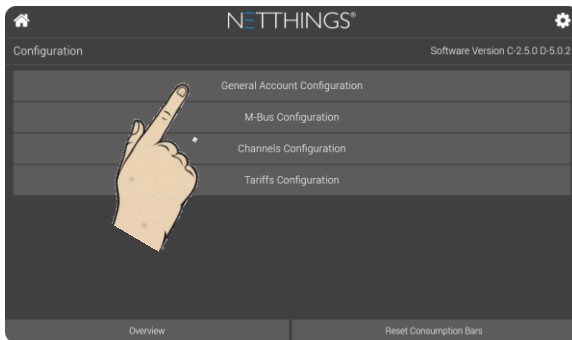 NETTHINGS®
Configuration
Software Version C-2.5.0 D-5.0.2
General Account Configuration
M-Bus Configuration
Channels Configuration
Tariffs Configuration
Overview
Reset Consumption Bars